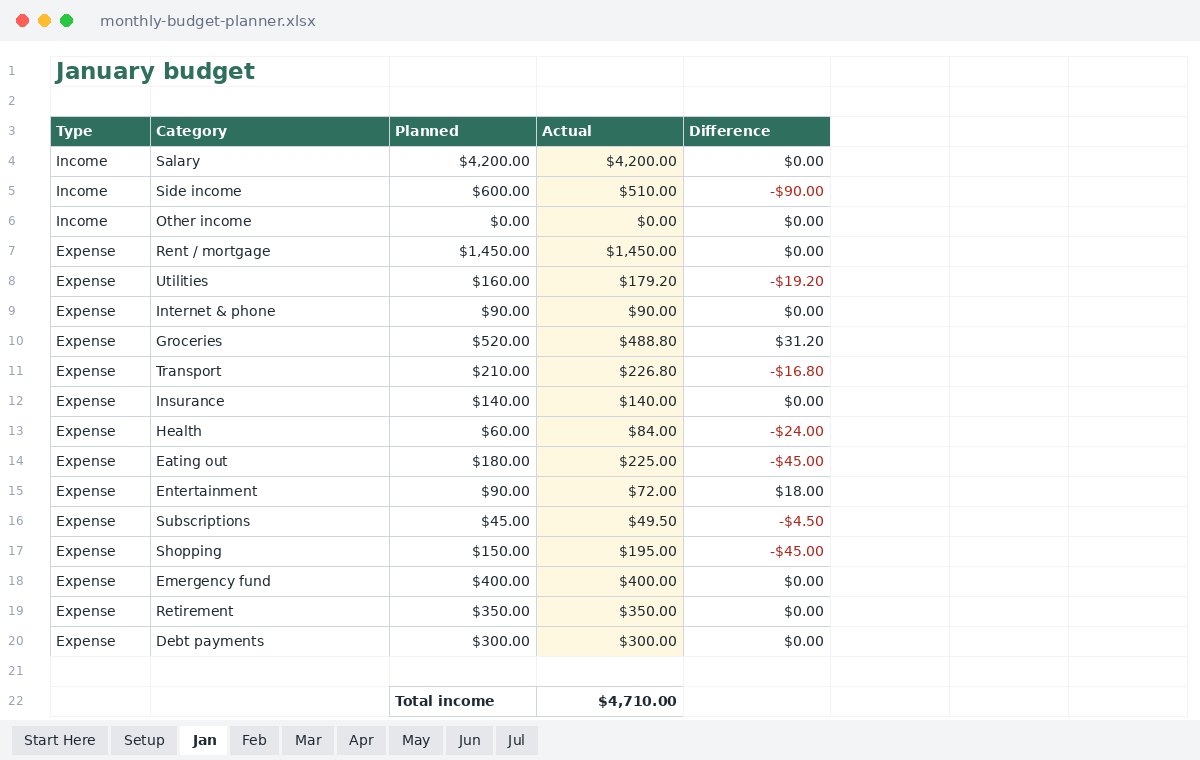 monthly-budget-planner.xlsx
1 January budget
2
3 Type Category Planned Actual Difference
4 Income Salary $4,200.00 $4,200.00 $0.00
5 Income Side income $600.00 $510.00 -$90.00
6 Income Other income $0.00 $0.00 $0.00
7 Expense Rent / mortgage $1,450.00 $1,450.00 $0.00
8 Expense Utilities $160.00 $179.20 -$19.20
9 Expense Internet & phone $90.00 $90.00 $0.00
10 Expense Groceries $520.00 $488.80 $31.20
11 Expense Transport $210.00 $226.80 -$16.80
12 Expense Insurance $140.00 $140.00 $0.00
13 Expense Health $60.00 $84.00 -$24.00
14 Expense Eating out $180.00 $225.00 -$45.00
15 Expense Entertainment $90.00 $72.00 $18.00
16 Expense Subscriptions $45.00 $49.50 -$4.50
17 Expense Shopping $150.00 $195.00 -$45.00
18 Expense Emergency fund $400.00 $400.00 $0.00
19 Expense Retirement $350.00 $350.00 $0.00
20 Expense Debt payments $300.00 $300.00 $0.00
21
22 Total income $4,710.00
Start Here Setup Jan Feb Mar Apr May Jun Jul